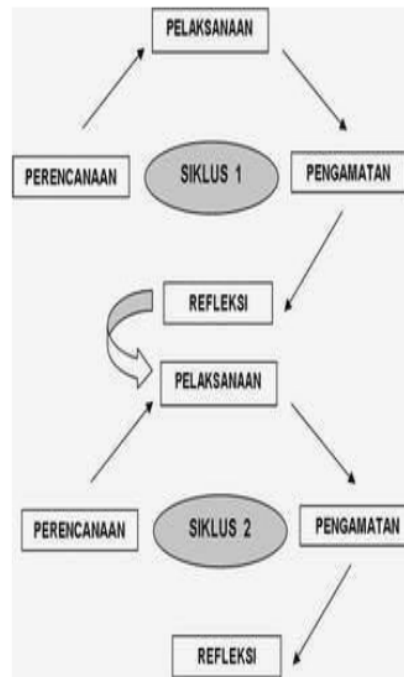 PELAKSANAAN
PERENCANAAN
SIKLUS 1
PENGAMATAN
REFLEKSI
PELAKSANAAN
PERENCANAAN
SIKLUS 2
PENGAMATAN
REFLEKSI